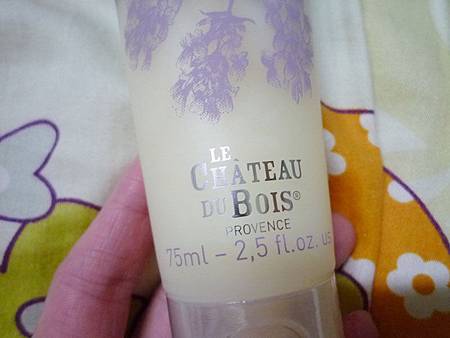 LE
CHÂTEAU
DU BOIS®
PROVENCE
75ml – 2,5 fl.oz. us